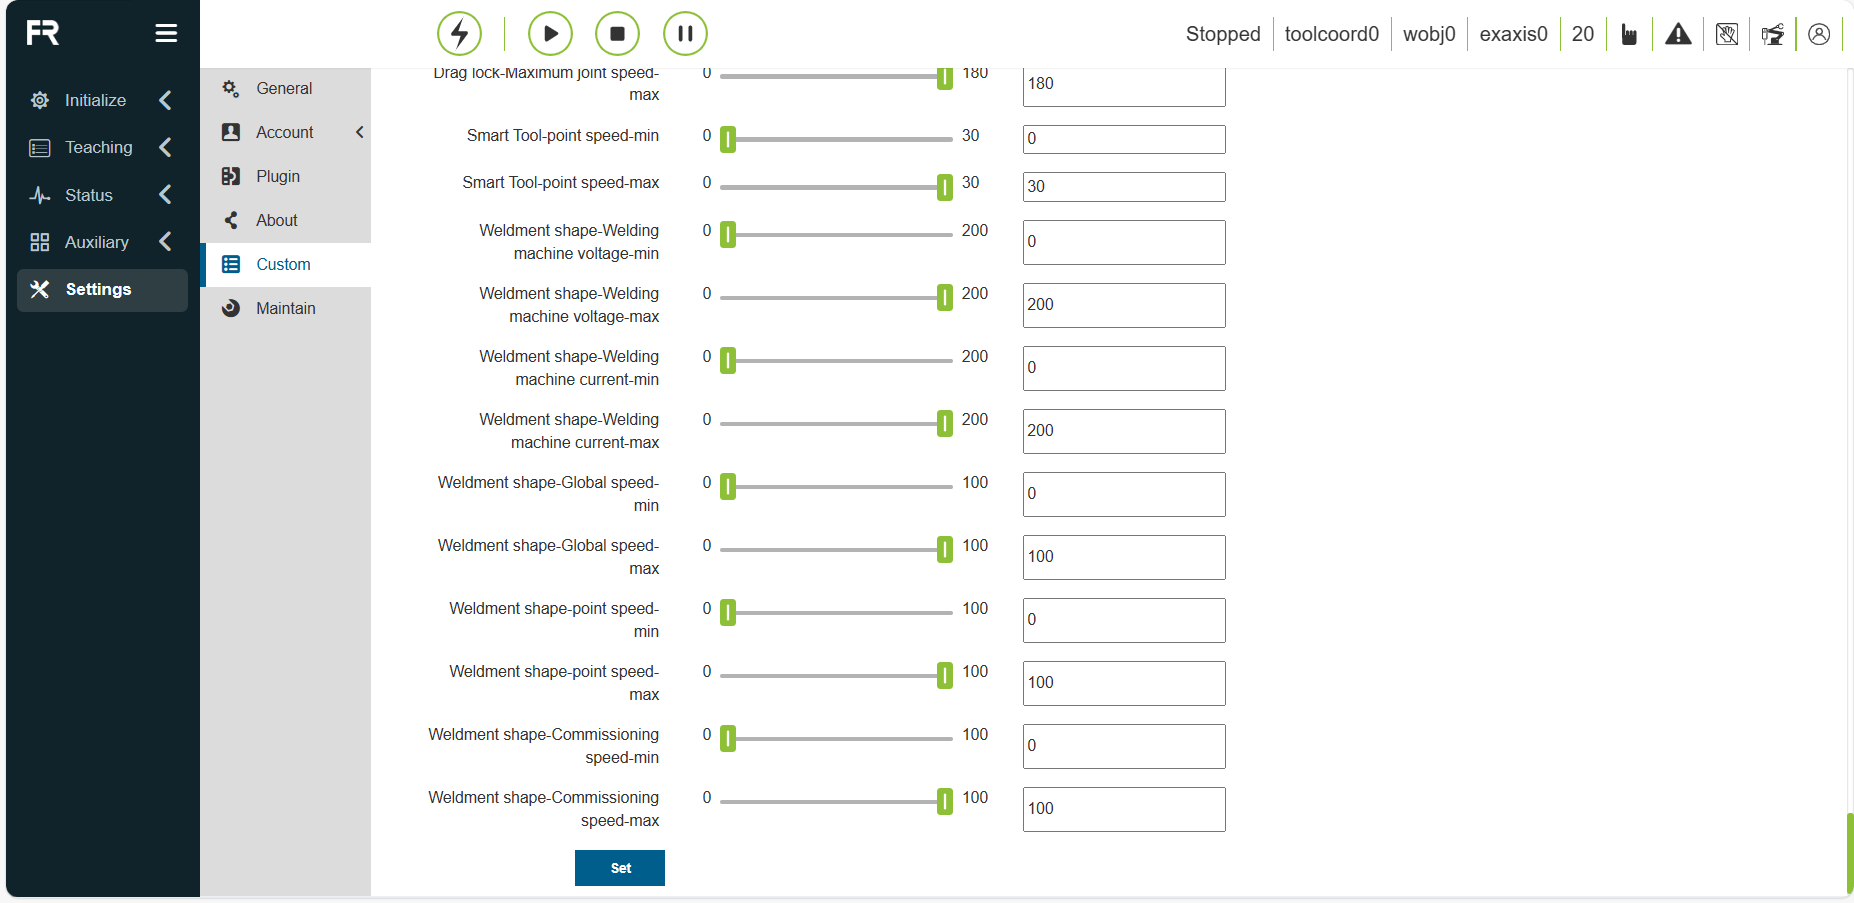 FR
Stopped toolcoord0 wobj0 exaxis0 20
Initialize
Teaching
Status
Auxiliary
Settings
General
Account
Plugin
About
Custom
Maintain
Drag lock-Maximum joint speed-
max
0 180 180
Smart Tool-point speed-min 0 30 0
Smart Tool-point speed-max 0 30 30
Weldment shape-Welding
machine voltage-min
0 200 0
Weldment shape-Welding
machine voltage-max
0 200 200
Weldment shape-Welding
machine current-min
0 200 0
Weldment shape-Welding
machine current-max
0 200 200
Weldment shape-Global speed-
min
0 100 0
Weldment shape-Global speed-
max
0 100 100
Weldment shape-point speed-
min
0 100 0
Weldment shape-point speed-
max
0 100 100
Weldment shape-Commissioning
speed-min
0 100 0
Weldment shape-Commissioning
speed-max
0 100 100
Set